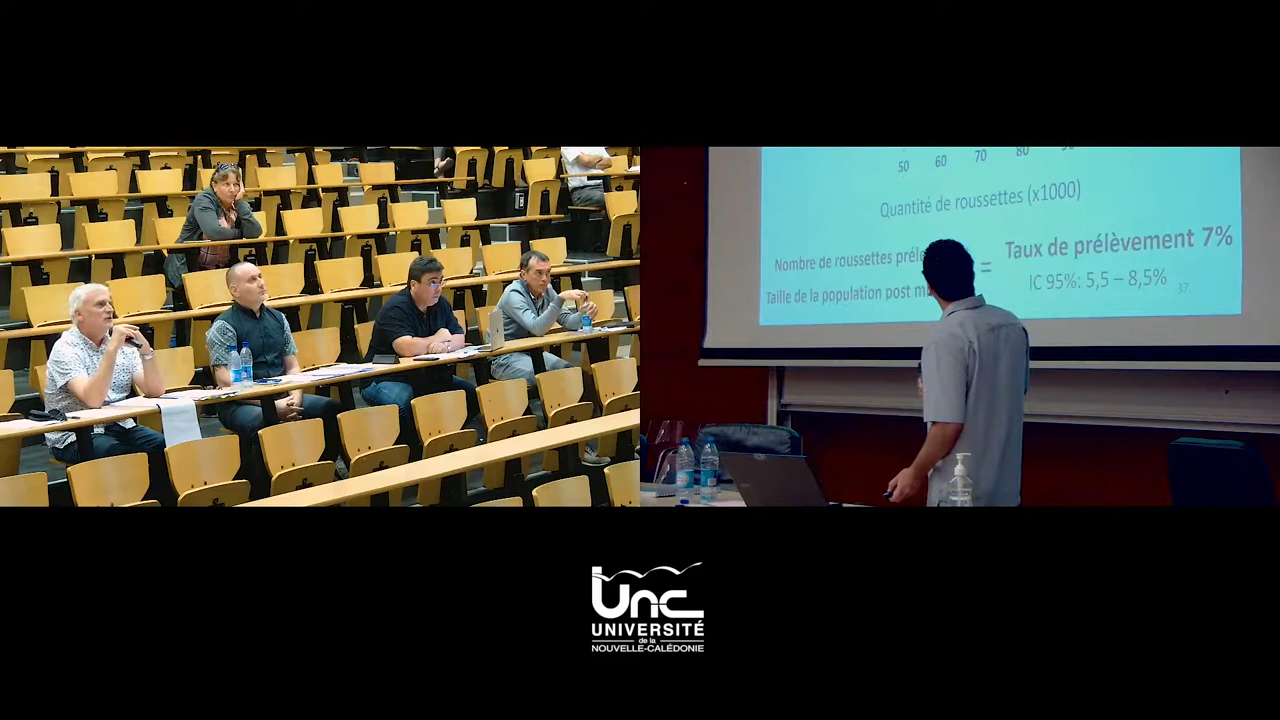 50 60 70 80
Quantité de roussettes (x1000)
Nombre de roussettes
Taille de la population post
=
Taux de prélèvement 7%
IC 95%: 5,5 – 8,5%
37
unc
UNIVERSITÉ
de la
NOUVELLE-CALÉDONIE